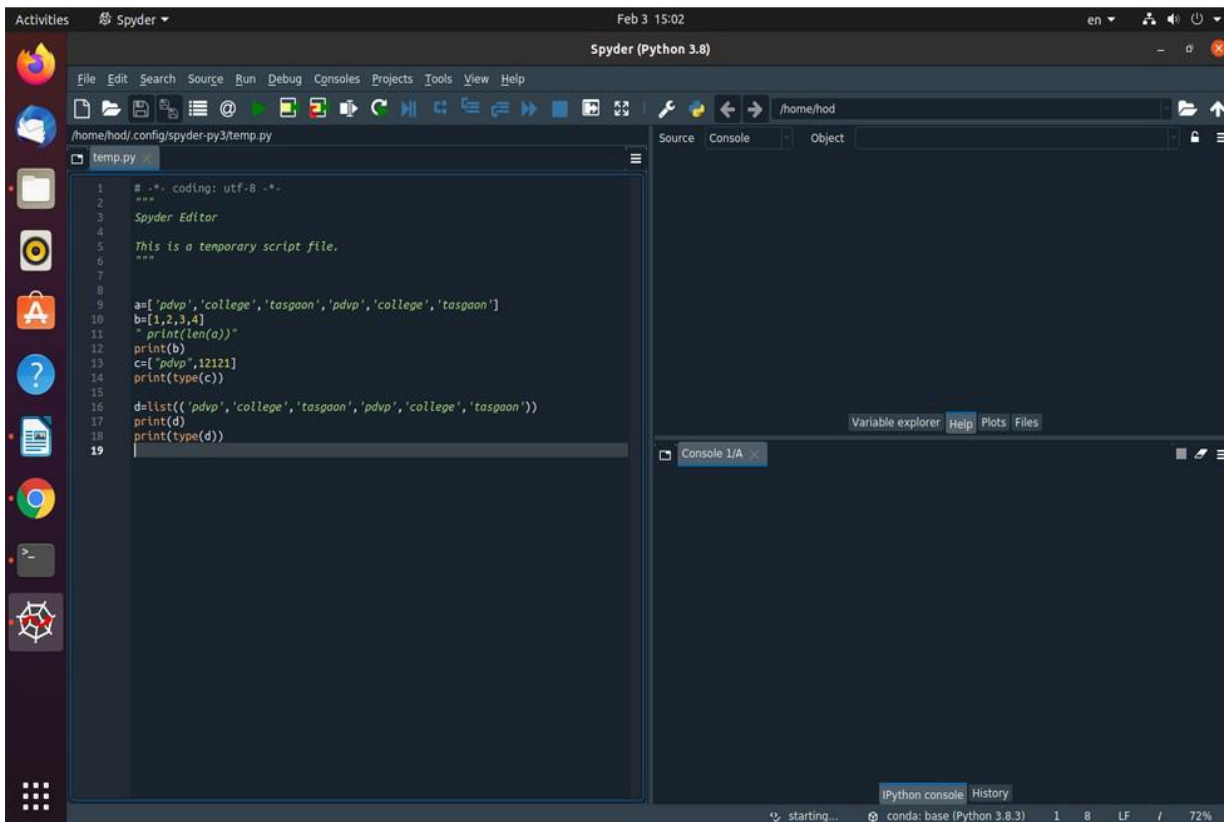 Activities Spyder Feb 3 15:02 en
Spyder (Python 3.8)
File Edit Search Source Run Debug Consoles Projects Tools View Help
/home/hod
/home/hod/.config/spyder-py3/temp.py
temp.py
Source Console Object
1 # -*- coding: utf-8 -*-
2 """
3 Spyder Editor
4
5 This is a temporary script file.
6 """
7
8
9 a=['pdvp','college','tasgaon','pdvp','college','tasgaon']
10 b=[1,2,3,4]
11 " print(len(a))"
12 print(b)
13 c=["pdvp",12121]
14 print(type(c))
15
16 d=list(('pdvp','college','tasgaon','pdvp','college','tasgaon'))
17 print(d)
18 print(type(d))
19
Variable explorer Help Plots Files
Console 1/A
IPython console History
starting... conda: base (Python 3.8.3) 1 8 LF / 72%